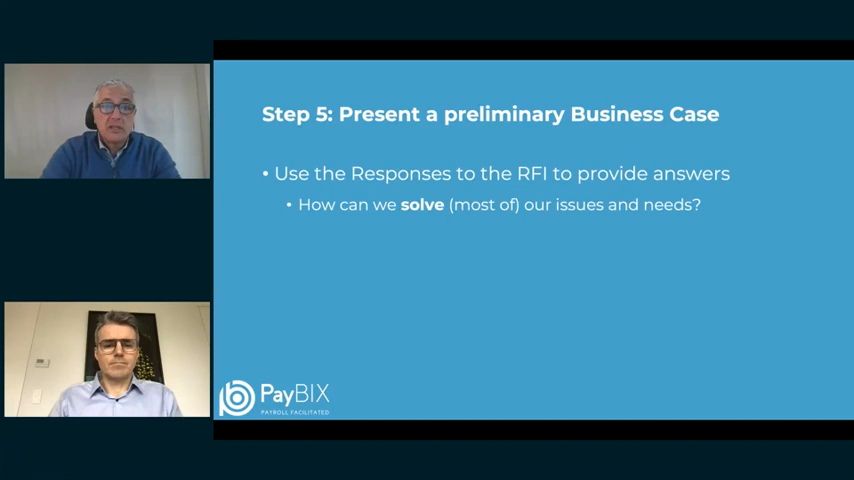 Step 5: Present a preliminary Business Case
• Use the Responses to the RFI to provide answers
• How can we solve (most of) our issues and needs?
PayBIX
PAYROLL FACILITATED